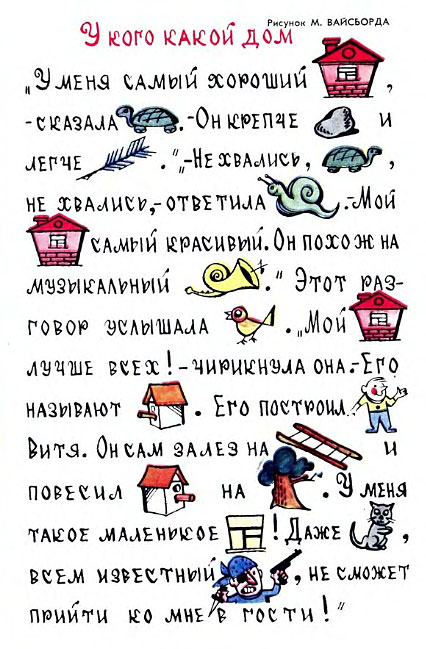 Рисунок М. ВАЙСБОРДА
У кого какой дом
„У меня самый хороший ,
-сказала .-Он крепче и
легче ."„-Не хвались, ,
не хвались,-ответила .-Мой
самый красивый. Он похож на
музыкальный ." Этот раз-
говор услышала . „Мой
лучше всех!-чирикнула она.-Его
называют . Его построил
Витя. Он сам залез на и
повесил на . У меня
такое маленькое ! Даже ,
всем известный , не сможет
прийти ко мне в гости!"